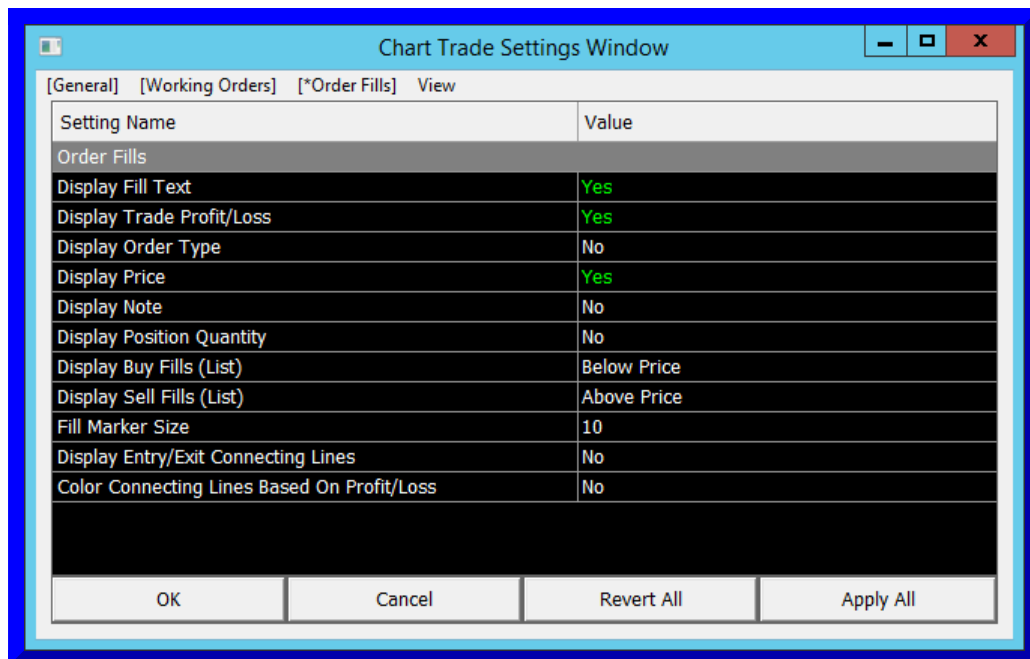 Chart Trade Settings Window
X
[General] [Working Orders] [*Order Fills] View
Setting Name Value
Order Fills
Display Fill Text Yes
Display Trade Profit/Loss Yes
Display Order Type No
Display Price Yes
Display Note No
Display Position Quantity No
Display Buy Fills (List) Below Price
Display Sell Fills (List) Above Price
Fill Marker Size 10
Display Entry/Exit Connecting Lines No
Color Connecting Lines Based On Profit/Loss No
OK Cancel Revert All Apply All